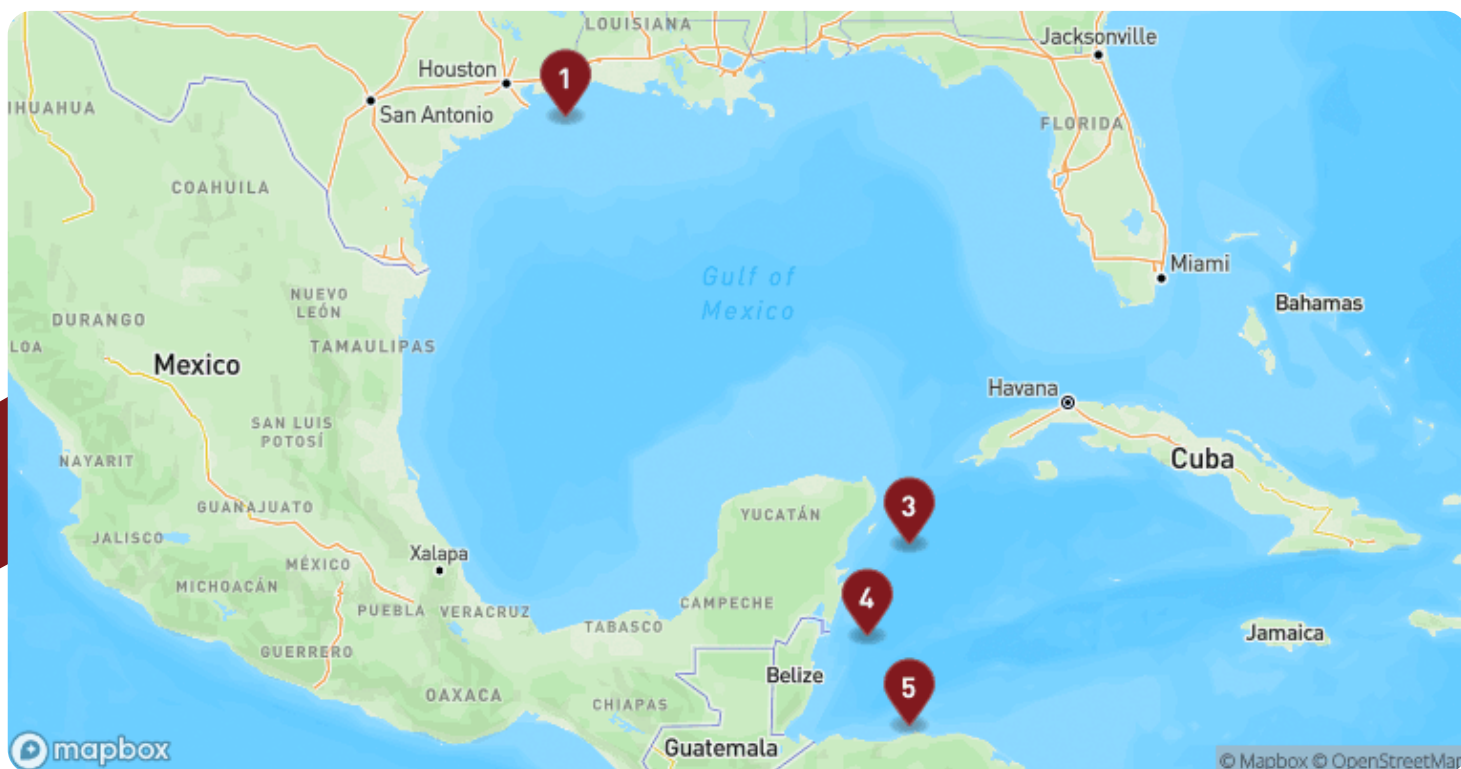 LOUISIANA
Jacksonville
Houston
1
San Antonio
IHUAHUA
FLORIDA
COAHUILA
Gulf of
Mexico
Miami
NUEVO
LEÓN
Bahamas
DURANGO
LOA
TAMAULIPAS
Mexico
Havana
SAN LUIS
POTOSÍ
NAYARIT
Cuba
3
YUCATÁN
GUANAJUATO
JALISCO
Xalapa
MÉXICO
MICHOACÁN
PUEBLA
VERACRUZ
CAMPECHE
4
TABASCO
Jamaica
GUERRERO
Belize
OAXACA
5
CHIAPAS
Guatemala
mapbox
© Mapbox © OpenStreetMap